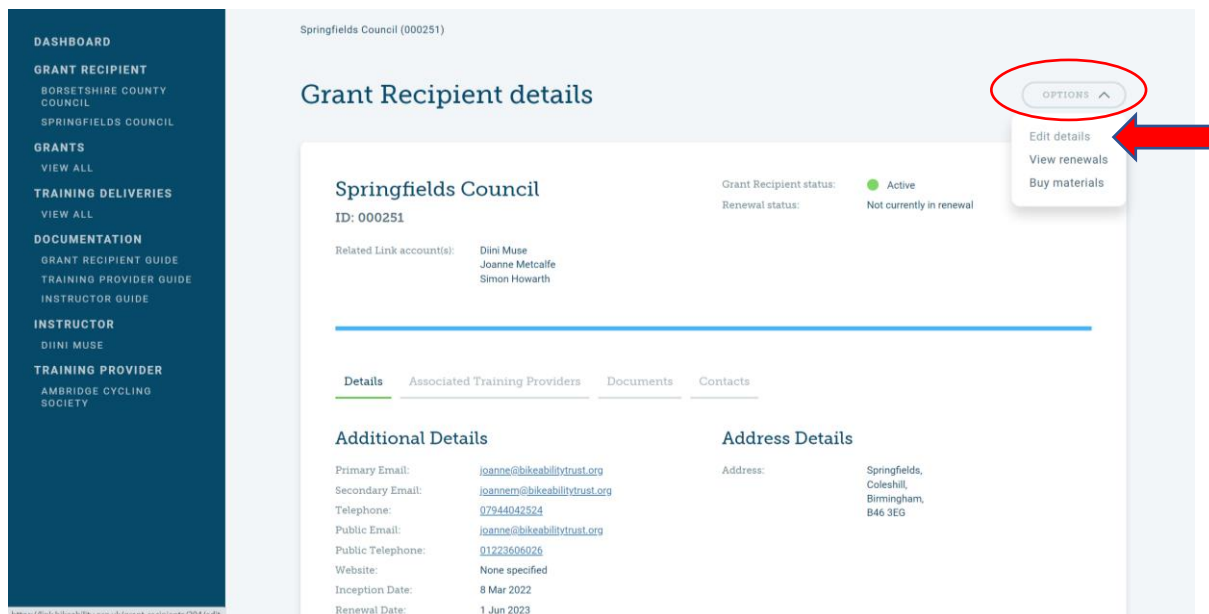 DASHBOARD
GRANT RECIPIENT
BORSETSHIRE COUNTY
COUNCIL
SPRINGFIELDS COUNCIL
GRANTS
VIEW ALL
TRAINING DELIVERIES
VIEW ALL
DOCUMENTATION
GRANT RECIPIENT GUIDE
TRAINING PROVIDER GUIDE
INSTRUCTOR GUIDE
INSTRUCTOR
DIINI MUSE
TRAINING PROVIDER
AMBRIDGE CYCLING
SOCIETY
Springfields Council (000251)
Grant Recipient details
OPTIONS
Edit details
View renewals
Buy materials
Springfields Council
ID: 000251
Related Link account(s): Diini Muse
Joanne Metcalfe
Simon Howarth
Grant Recipient status: Active
Renewal status: Not currently in renewal
Details Associated Training Providers Documents Contacts
Additional Details
Primary Email: joanne@bikeabilitytrust.org
Secondary Email: joannem@bikeabilitytrust.org
Telephone: 07944042524
Public Email: joanne@bikeabilitytrust.org
Public Telephone: 01223606026
Website: None specified
Inception Date: 8 Mar 2022
Renewal Date: 1 Jun 2023
Address Details
Address: Springfields,
Coleshill,
Birmingham,
B46 3EG